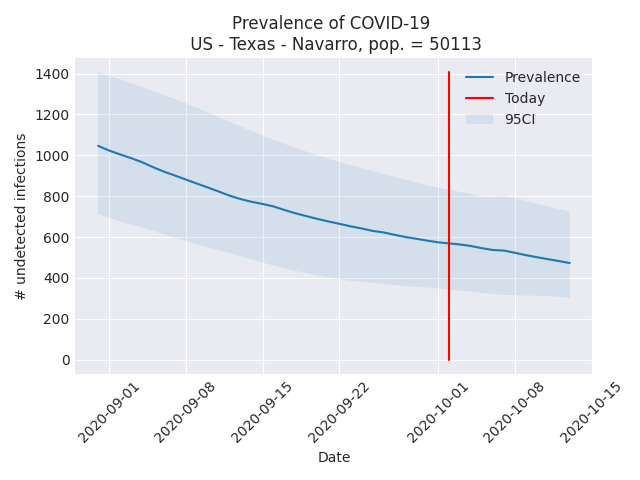 Prevalence of COVID-19
US - Texas - Navarro, pop. = 50113
Prevalence
Today
95CI
# undetected infections
1400
1200
1000
800
600
400
200
0
2020-09-01
2020-09-08
2020-09-15
2020-09-22
2020-10-01
2020-10-08
2020-10-15
Date